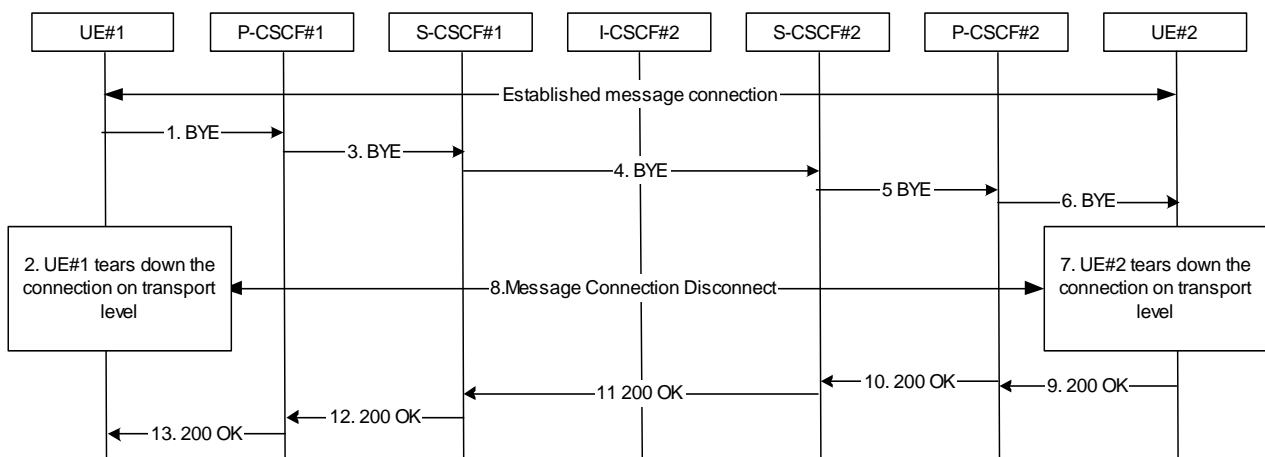 UE#1
P-CSCF#1
S-CSCF#1
I-CSCF#2
S-CSCF#2
P-CSCF#2
UE#2
Established message connection
1. BYE
3. BYE
4. BYE
5 BYE
6. BYE
2. UE#1 tears down the
connection on transport
level
8.Message Connection Disconnect
7. UE#2 tears down the
connection on transport
level
9. 200 OK
10. 200 OK
11 200 OK
12. 200 OK
13. 200 OK